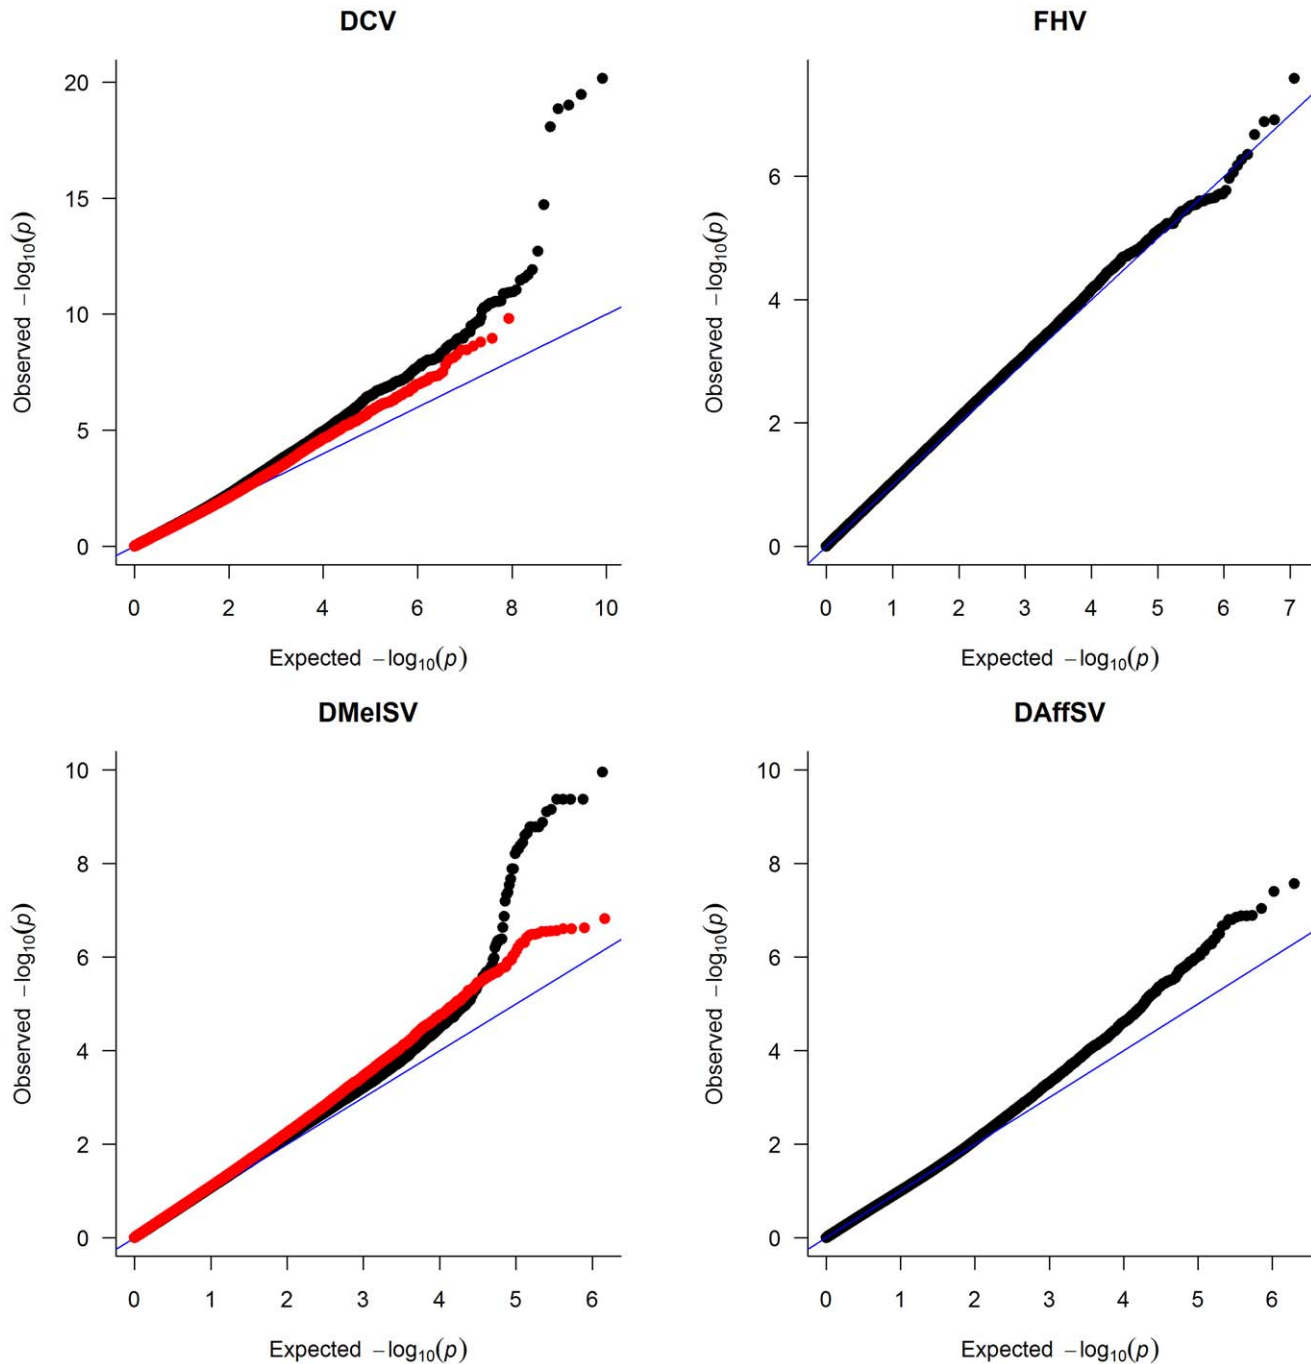 DCV
20
15
10
5
0
Observed −log₁₀(p)
0 2 4 6 8 10
Expected −log₁₀(p)
FHV
6
4
2
0
Observed −log₁₀(p)
0 1 2 3 4 5 6 7
Expected −log₁₀(p)
DMelSV
10
8
6
4
2
0
Observed −log₁₀(p)
0 1 2 3 4 5 6
Expected −log₁₀(p)
DAffSV
10
8
6
4
2
0
Observed −log₁₀(p)
0 1 2 3 4 5 6
Expected −log₁₀(p)